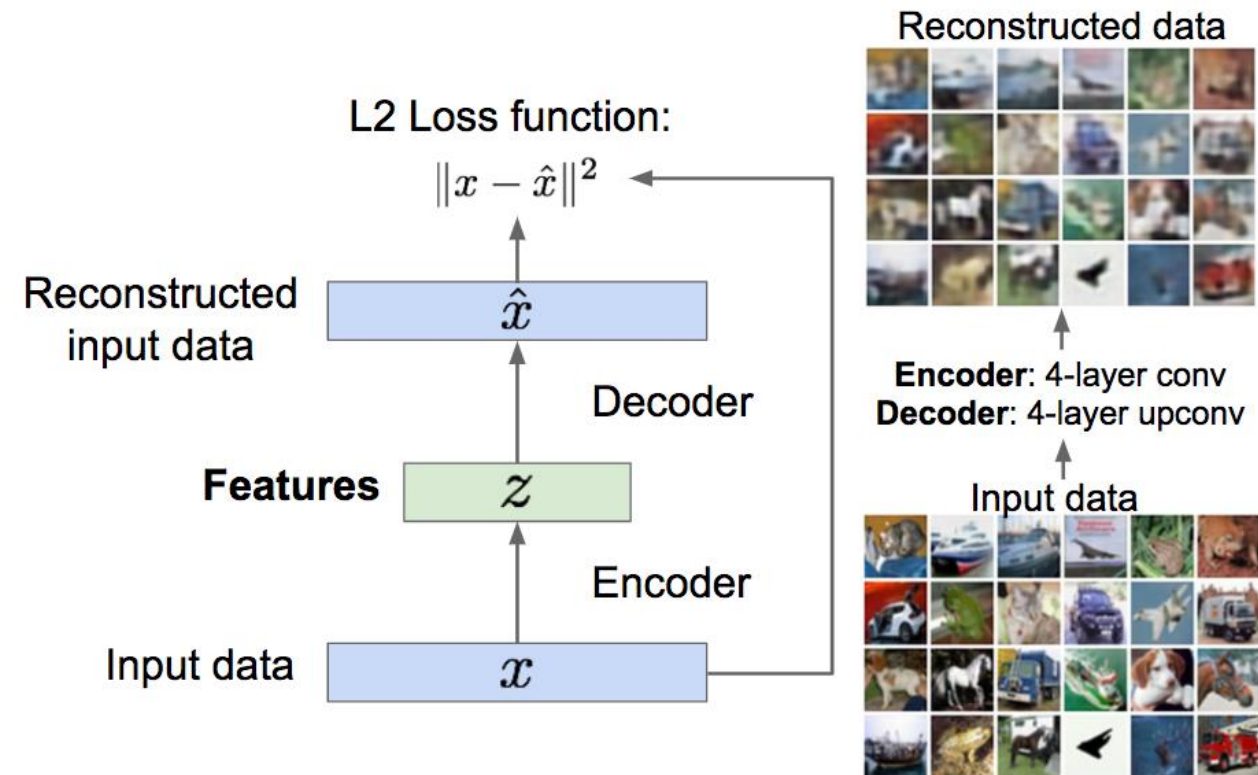 L2 Loss function:
‖x − x̂‖²
Reconstructed
input data
x̂
Decoder
Features
z
Encoder
Input data
x
Reconstructed data
Encoder: 4-layer conv
Decoder: 4-layer upconv
Input data